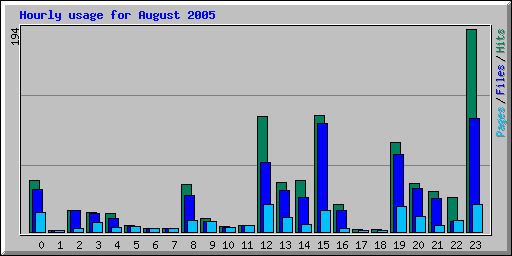 Hourly usage for August 2005
194
Pages / Files / Hits
0 1 2 3 4 5 6 7 8 9 10 11 12 13 14 15 16 17 18 19 20 21 22 23